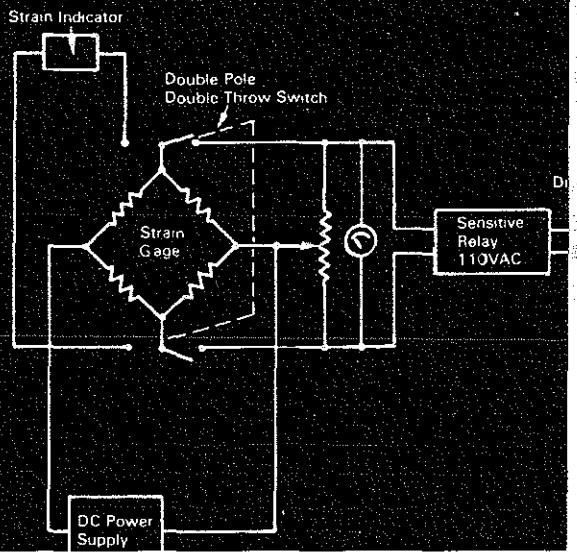 Strain Indicator
Double Pole
Double Throw Switch
Strain
Gage
Sensitive
Relay
110VAC
DC Power
Supply